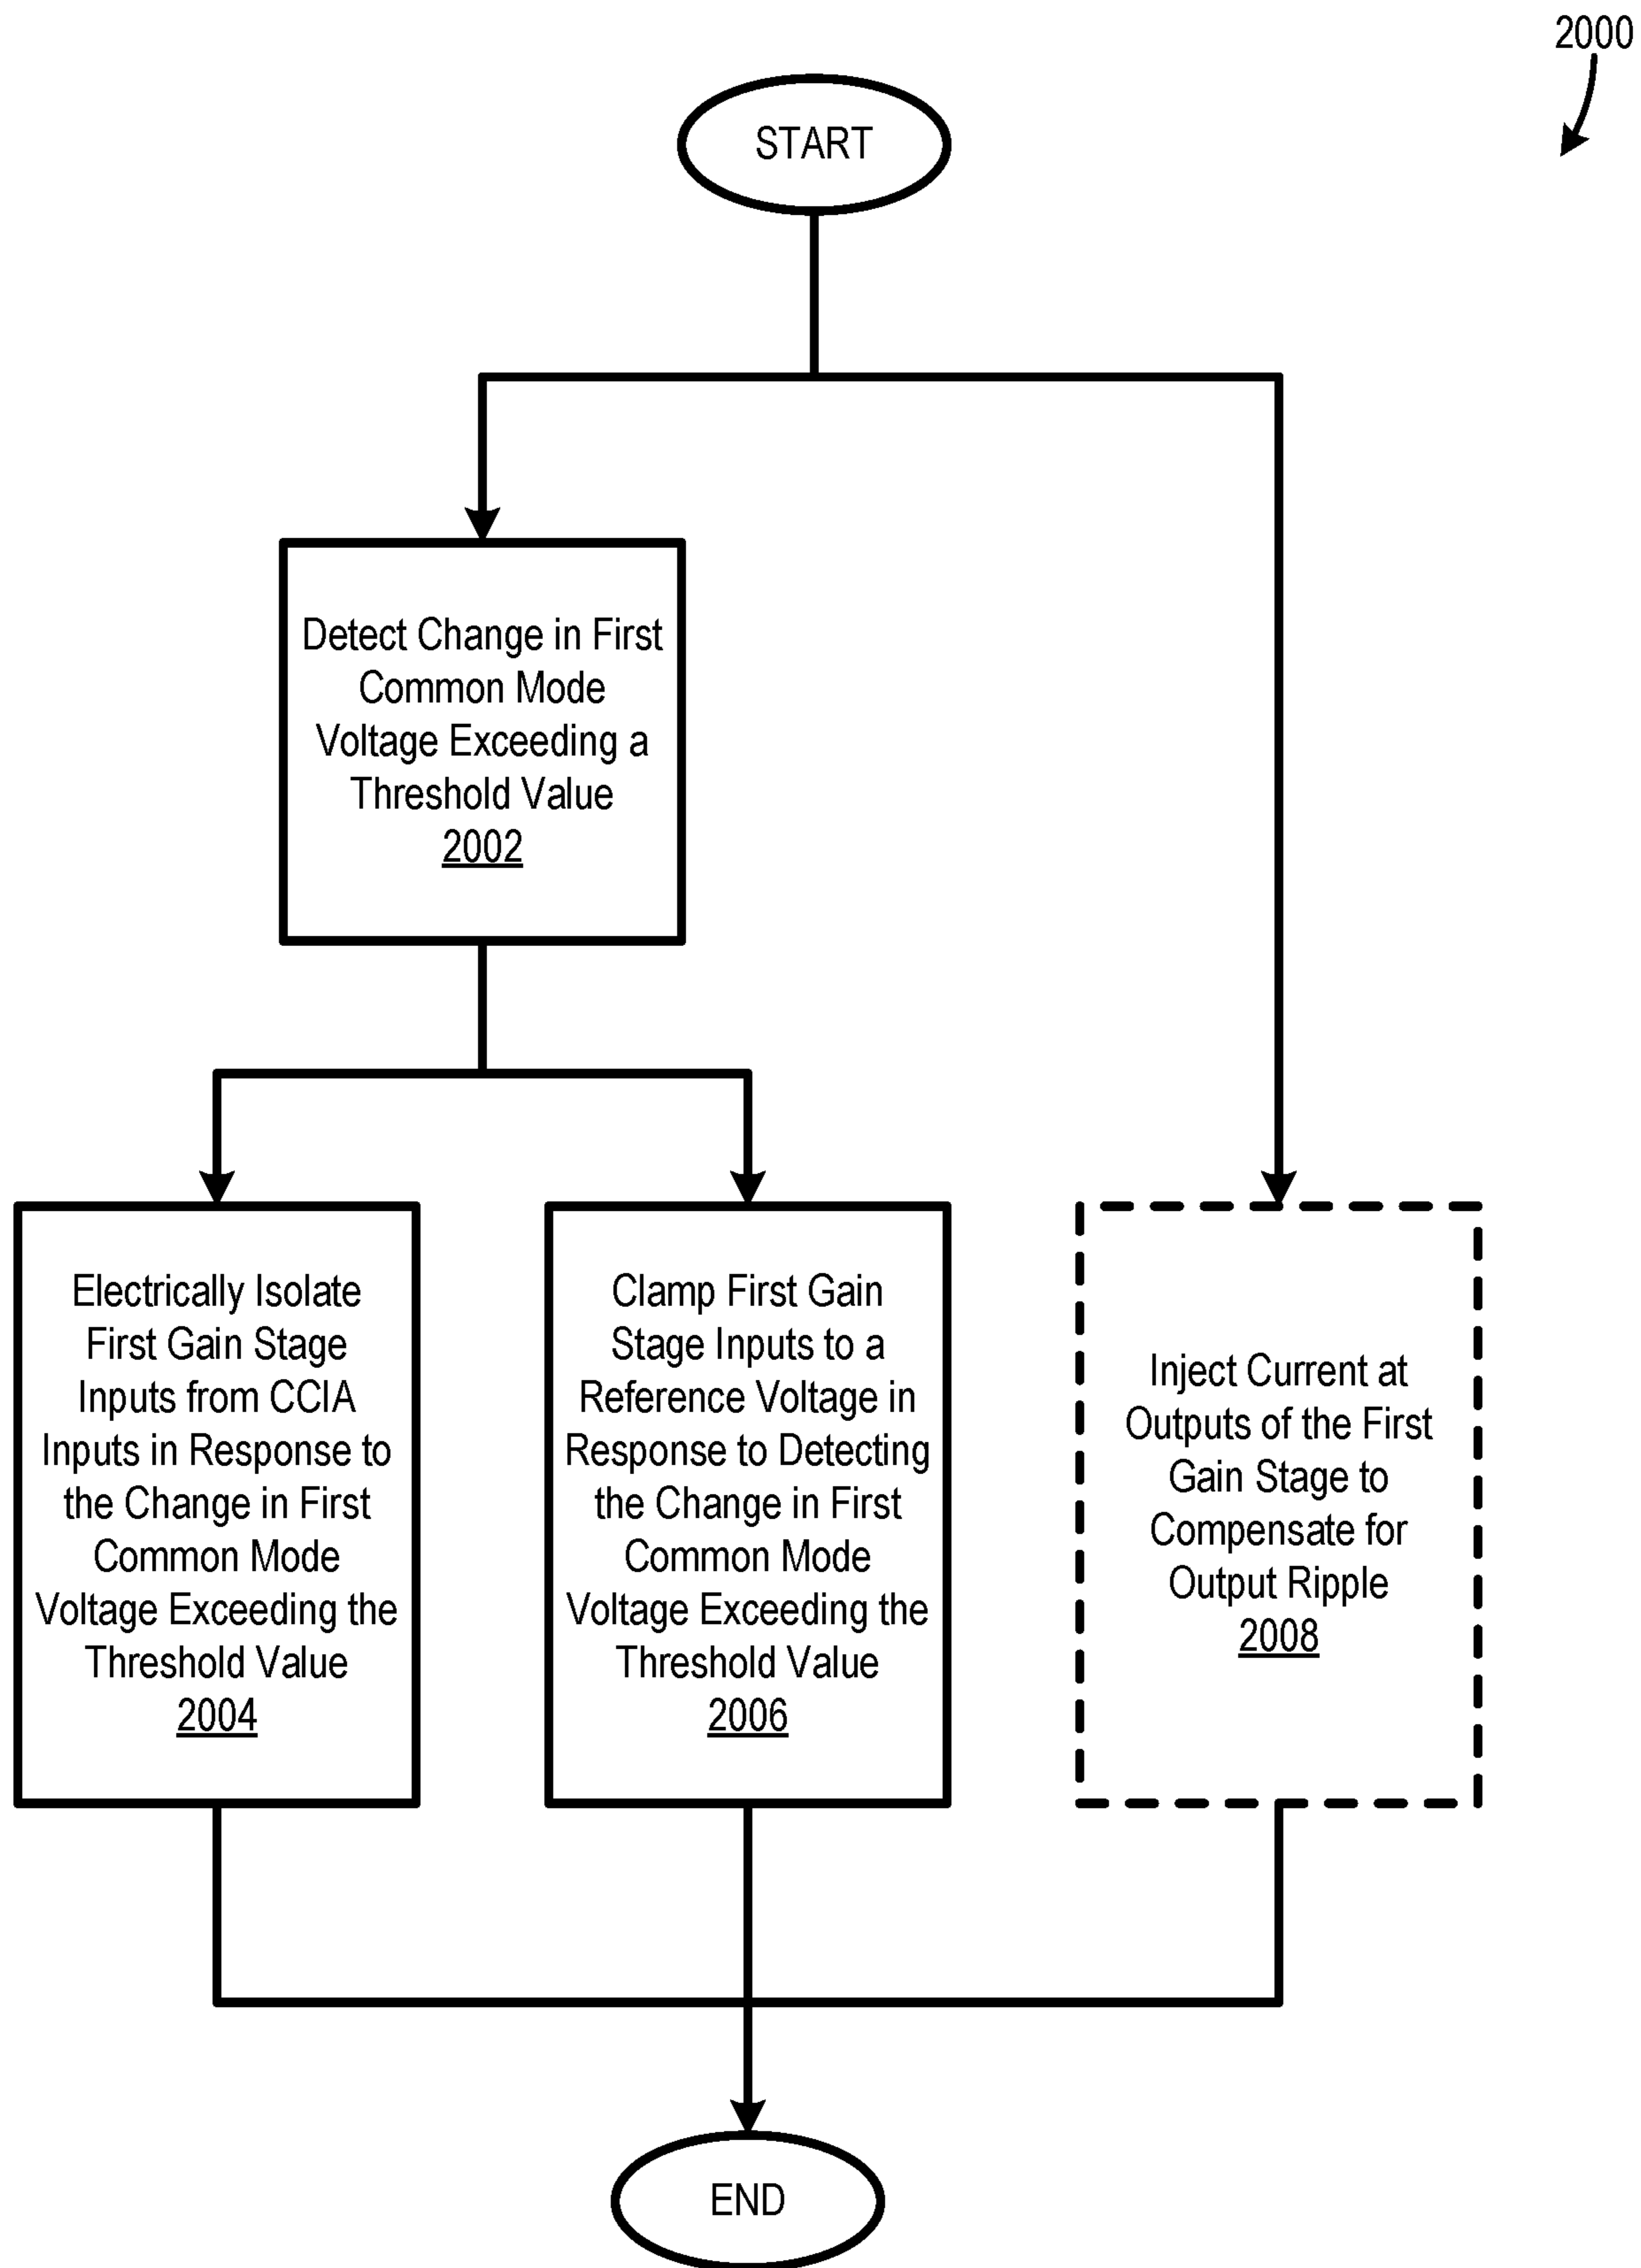 2000
START
Detect Change in First
Common Mode
Voltage Exceeding a
Threshold Value
2002
Electrically Isolate
First Gain Stage
Inputs from CCIA
Inputs in Response to
the Change in First
Common Mode
Voltage Exceeding the
Threshold Value
2004
Clamp First Gain
Stage Inputs to a
Reference Voltage in
Response to Detecting
the Change in First
Common Mode
Voltage Exceeding the
Threshold Value
2006
Inject Current at
Outputs of the First
Gain Stage to
Compensate for
Output Ripple
2008
END